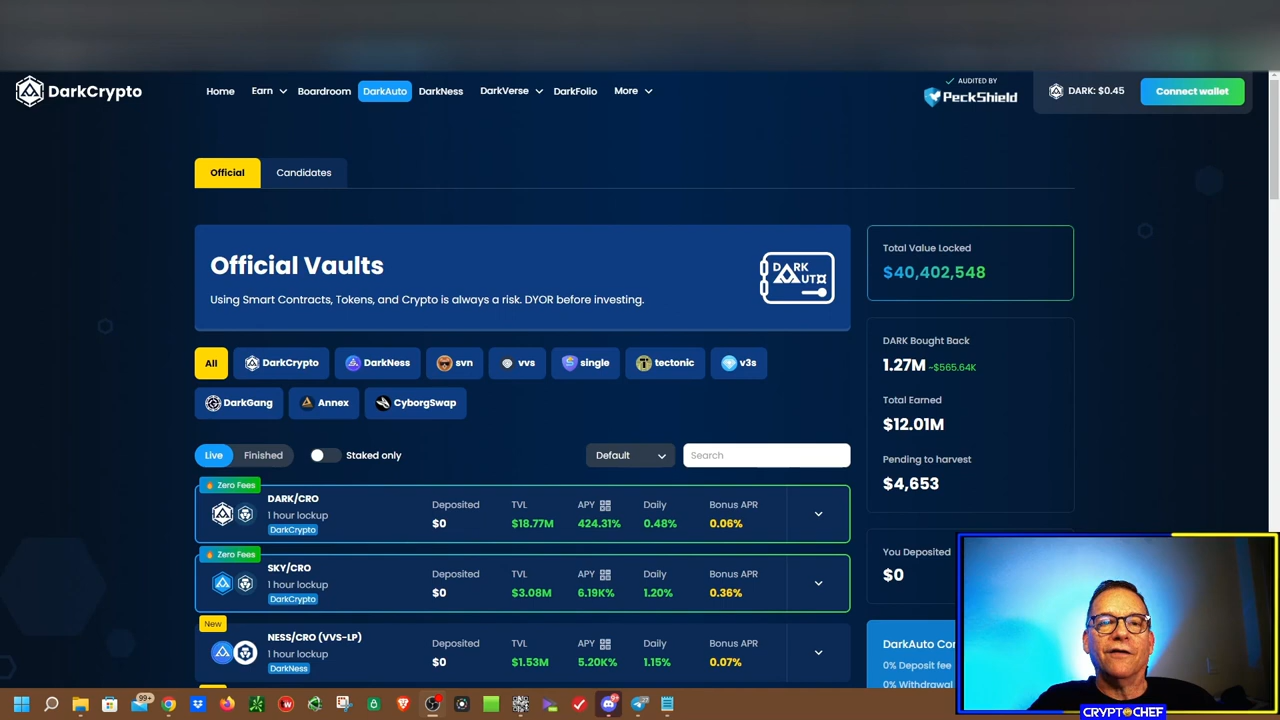 DarkCrypto
Home
Earn
Boardroom
DarkAuto
DarkNess
DarkVerse
DarkFolio
More
AUDITED BY
PeckShield
DARK: $0.45
Connect wallet
Official
Candidates
Official Vaults
Using Smart Contracts, Tokens, and Crypto is always a risk. DYOR before investing.
DARK
AUTO
Total Value Locked
$40,402,548
DARK Bought Back
1.27M ~$565.64K
Total Earned
$12.01M
Pending to harvest
$4,653
All
DarkCrypto
DarkNess
svn
vvs
single
tectonic
v3s
DarkGang
Annex
CyborgSwap
Live
Finished
Staked only
Default
Search
Zero Fees
DARK/CRO
1 hour lockup
DarkCrypto
Deposited
$0
TVL
$18.77M
APY
424.31%
Daily
0.48%
Bonus APR
0.06%
Zero Fees
SKY/CRO
1 hour lockup
DarkCrypto
Deposited
$0
TVL
$3.08M
APY
6.19K%
Daily
1.20%
Bonus APR
0.36%
New
NESS/CRO (VVS-LP)
1 hour lockup
DarkNess
Deposited
$0
TVL
$1.53M
APY
5.20K%
Daily
1.15%
Bonus APR
0.07%
You Deposited
$0
DarkAuto Co
0% Deposit fee
0% Withdrawal
99+
CRYPTO CHEF